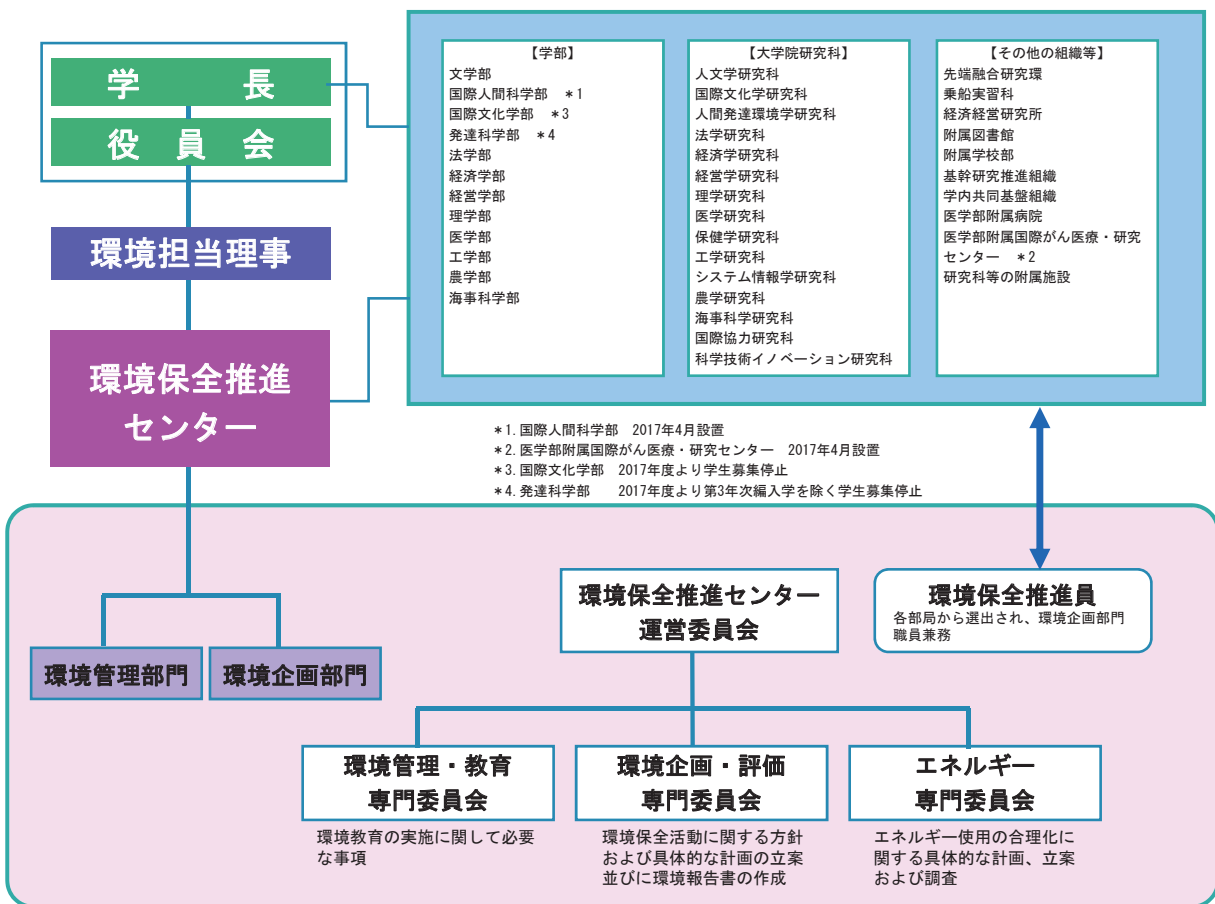 学長
役員会
環境担当理事
環境保全推進
センター
【学部】
文学部
国際人間科学部 ＊1
国際文化学部 ＊3
発達科学部 ＊4
法学部
経済学部
経営学部
理学部
医学部
工学部
農学部
海事科学部
【大学院研究科】
人文学研究科
国際文化学研究科
人間発達環境学研究科
法学研究科
経済学研究科
経営学研究科
理学研究科
医学研究科
保健学研究科
工学研究科
システム情報学研究科
農学研究科
海事科学研究科
国際協力研究科
科学技術イノベーション研究科
【その他の組織等】
先端融合研究環
乗船実習科
経済経営研究所
附属図書館
附属学校部
基幹研究推進組織
学内共同基盤組織
医学部附属病院
医学部附属国際がん医療・研究
センター ＊2
研究科等の附属施設
＊1. 国際人間科学部 2017年4月設置
＊2. 医学部附属国際がん医療・研究センター 2017年4月設置
＊3. 国際文化学部 2017年度より学生募集停止
＊4. 発達科学部 2017年度より第3年次編入学を除く学生募集停止
環境管理部門
環境企画部門
環境保全推進センター
運営委員会
環境保全推進員
各部局から選出され、環境企画部門
職員兼務
環境管理・教育
専門委員会
環境教育の実施に関して必要
な事項
環境企画・評価
専門委員会
環境保全活動に関する方針
および具体的な計画の立案
並びに環境報告書の作成
エネルギー
専門委員会
エネルギー使用の合理化に
関する具体的な計画、立案
および調査